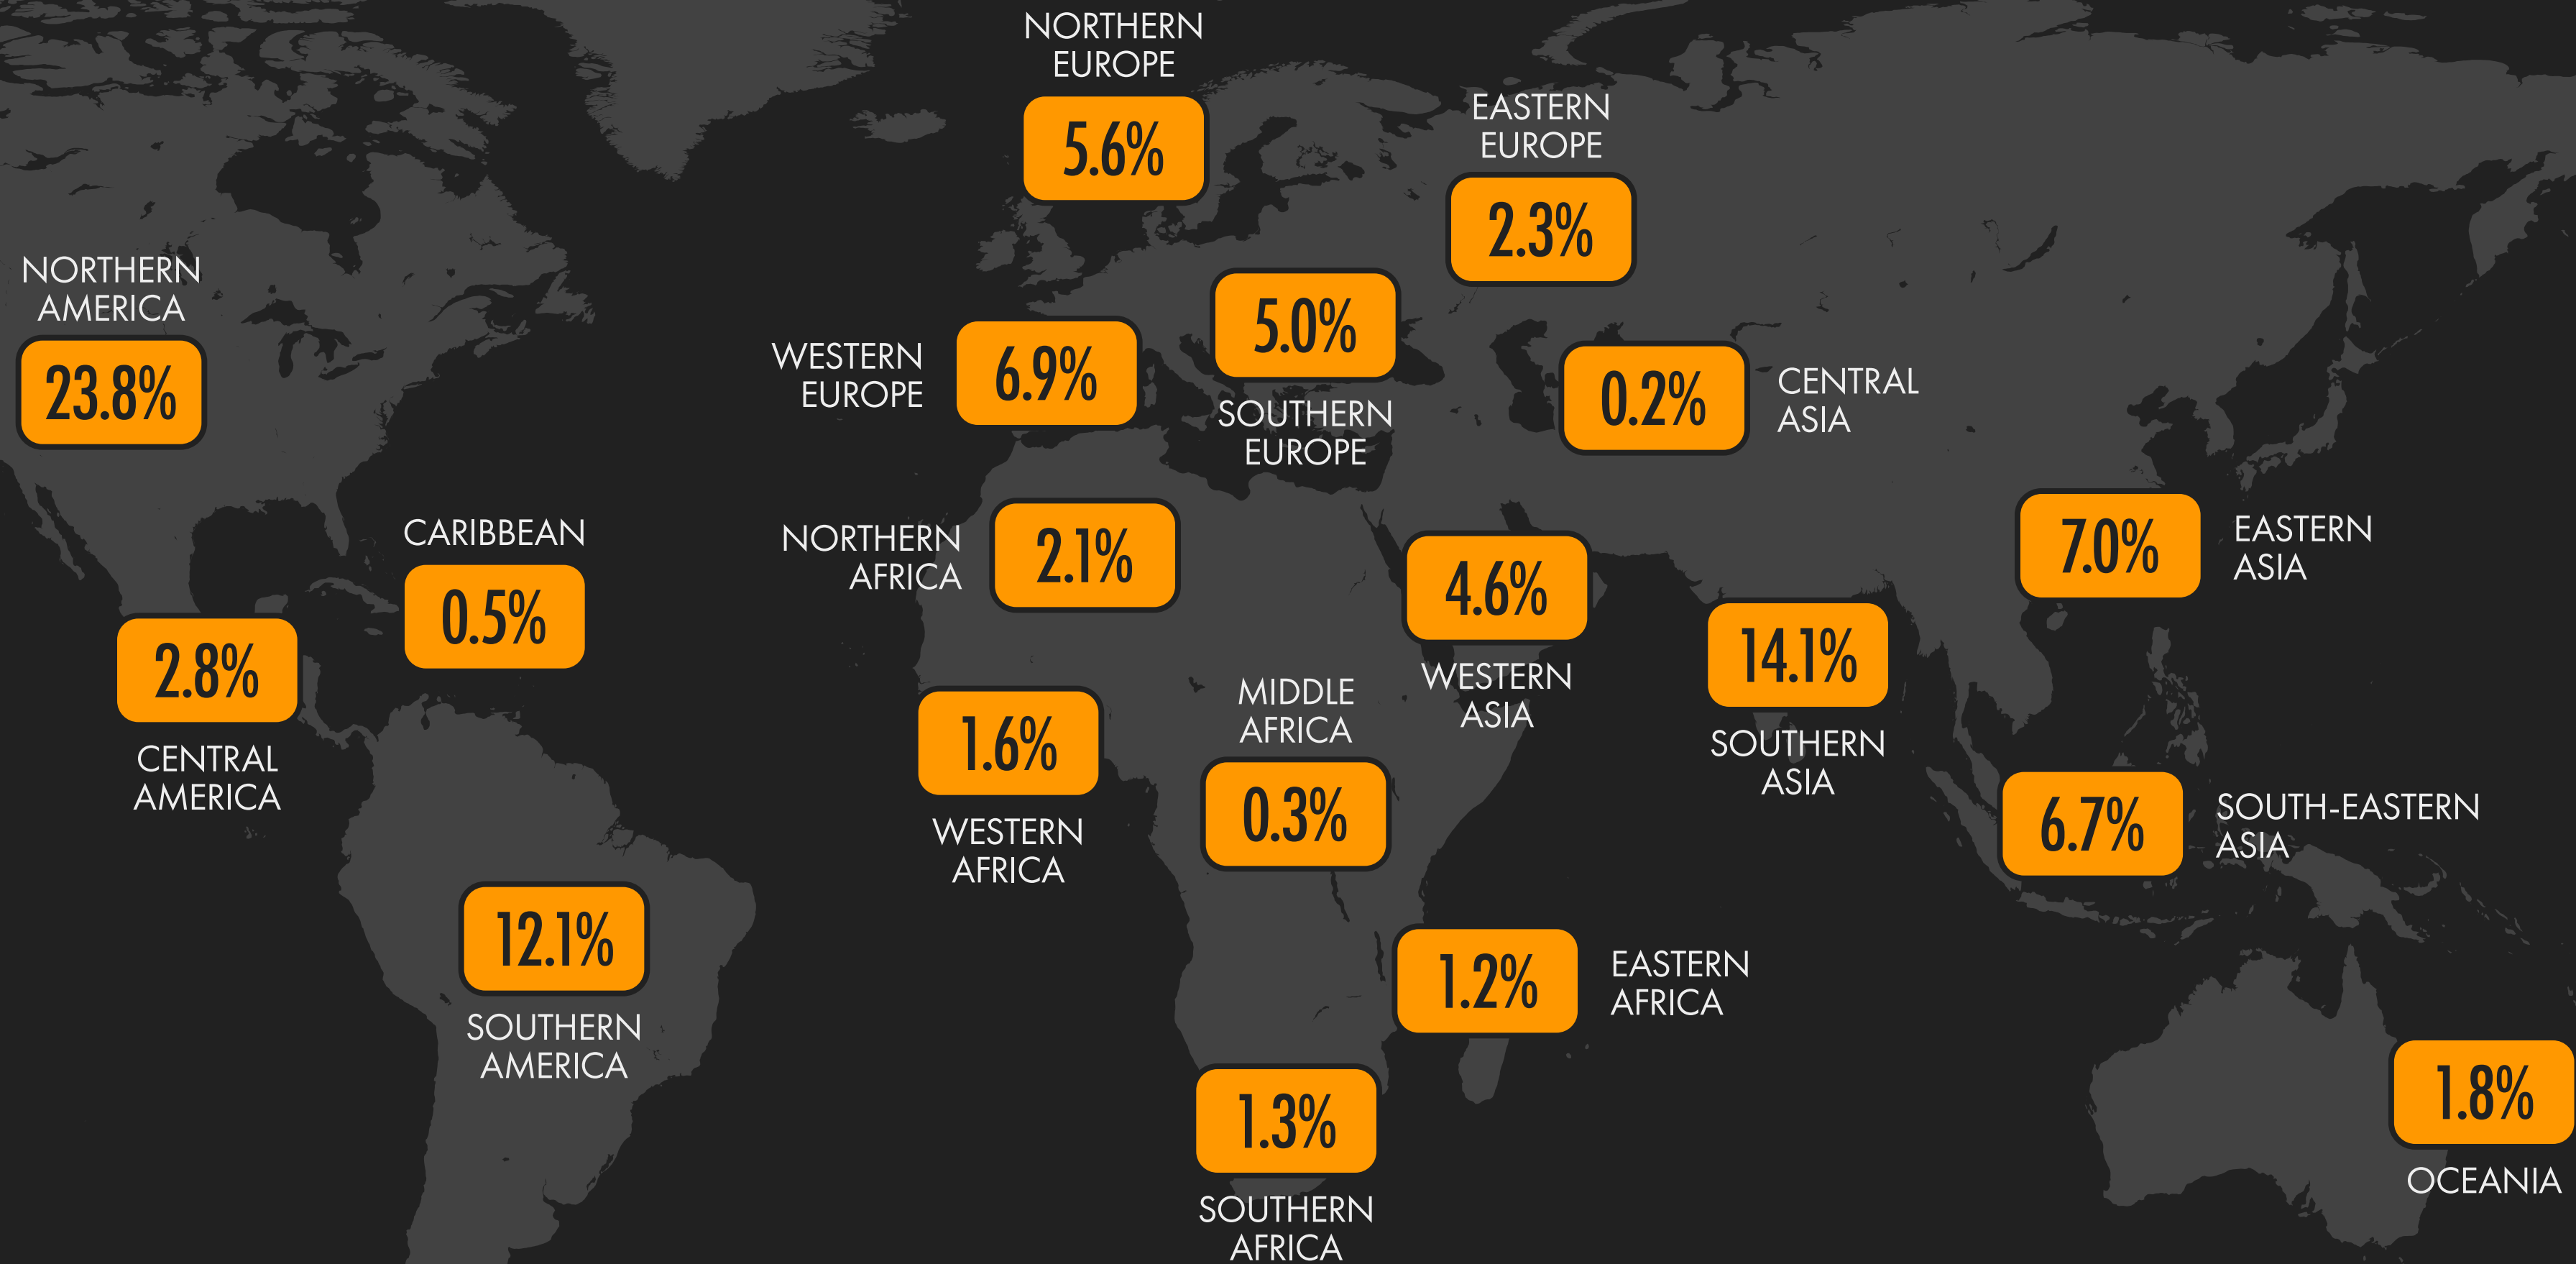 NORTHERN
EUROPE
5.6%
EASTERN
EUROPE
2.3%
NORTHERN
AMERICA
23.8%
WESTERN
EUROPE
6.9%
5.0%
SOUTHERN
EUROPE
0.2%
CENTRAL
ASIA
CARIBBEAN
0.5%
NORTHERN
AFRICA
2.1%
4.6%
WESTERN
ASIA
7.0%
EASTERN
ASIA
2.8%
CENTRAL
AMERICA
14.1%
SOUTHERN
ASIA
1.6%
WESTERN
AFRICA
MIDDLE
AFRICA
0.3%
6.7%
SOUTH-EASTERN
ASIA
12.1%
SOUTHERN
AMERICA
1.2%
EASTERN
AFRICA
1.3%
SOUTHERN
AFRICA
1.8%
OCEANIA